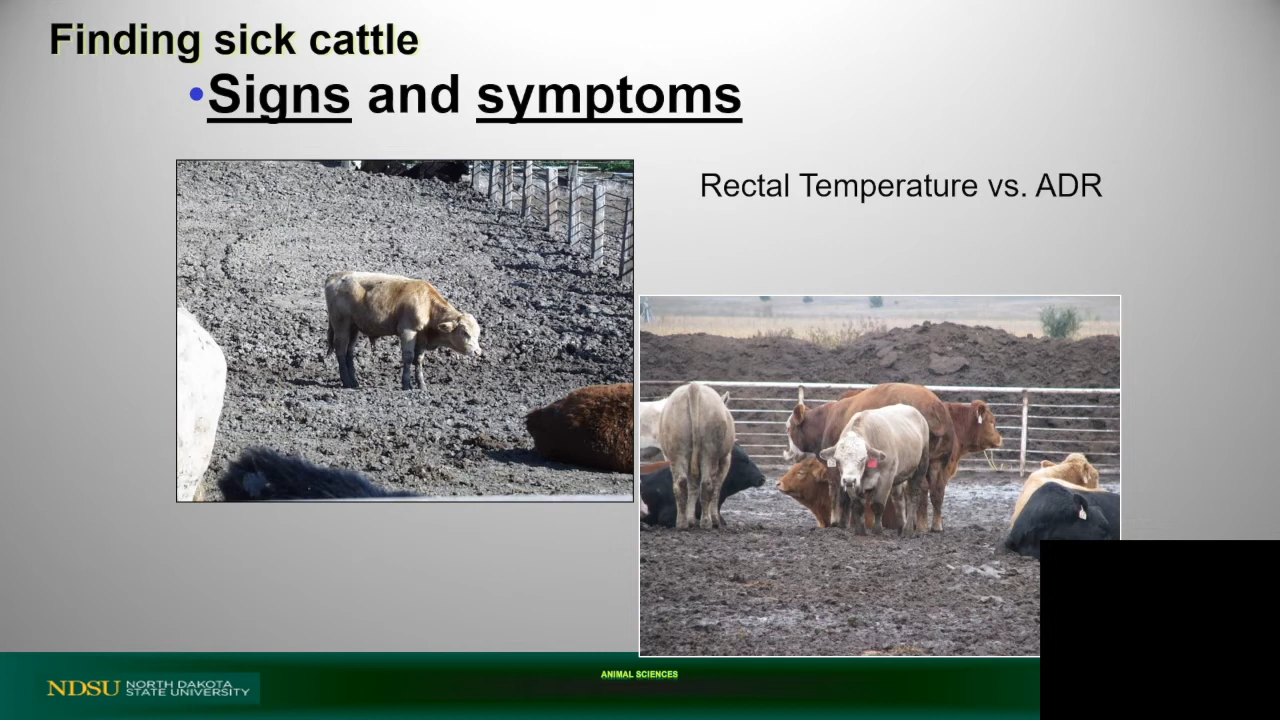 Finding sick cattle
•Signs and symptoms
Rectal Temperature vs. ADR
ANIMAL SCIENCES
NDSU NORTH DAKOTA
STATE UNIVERSITY